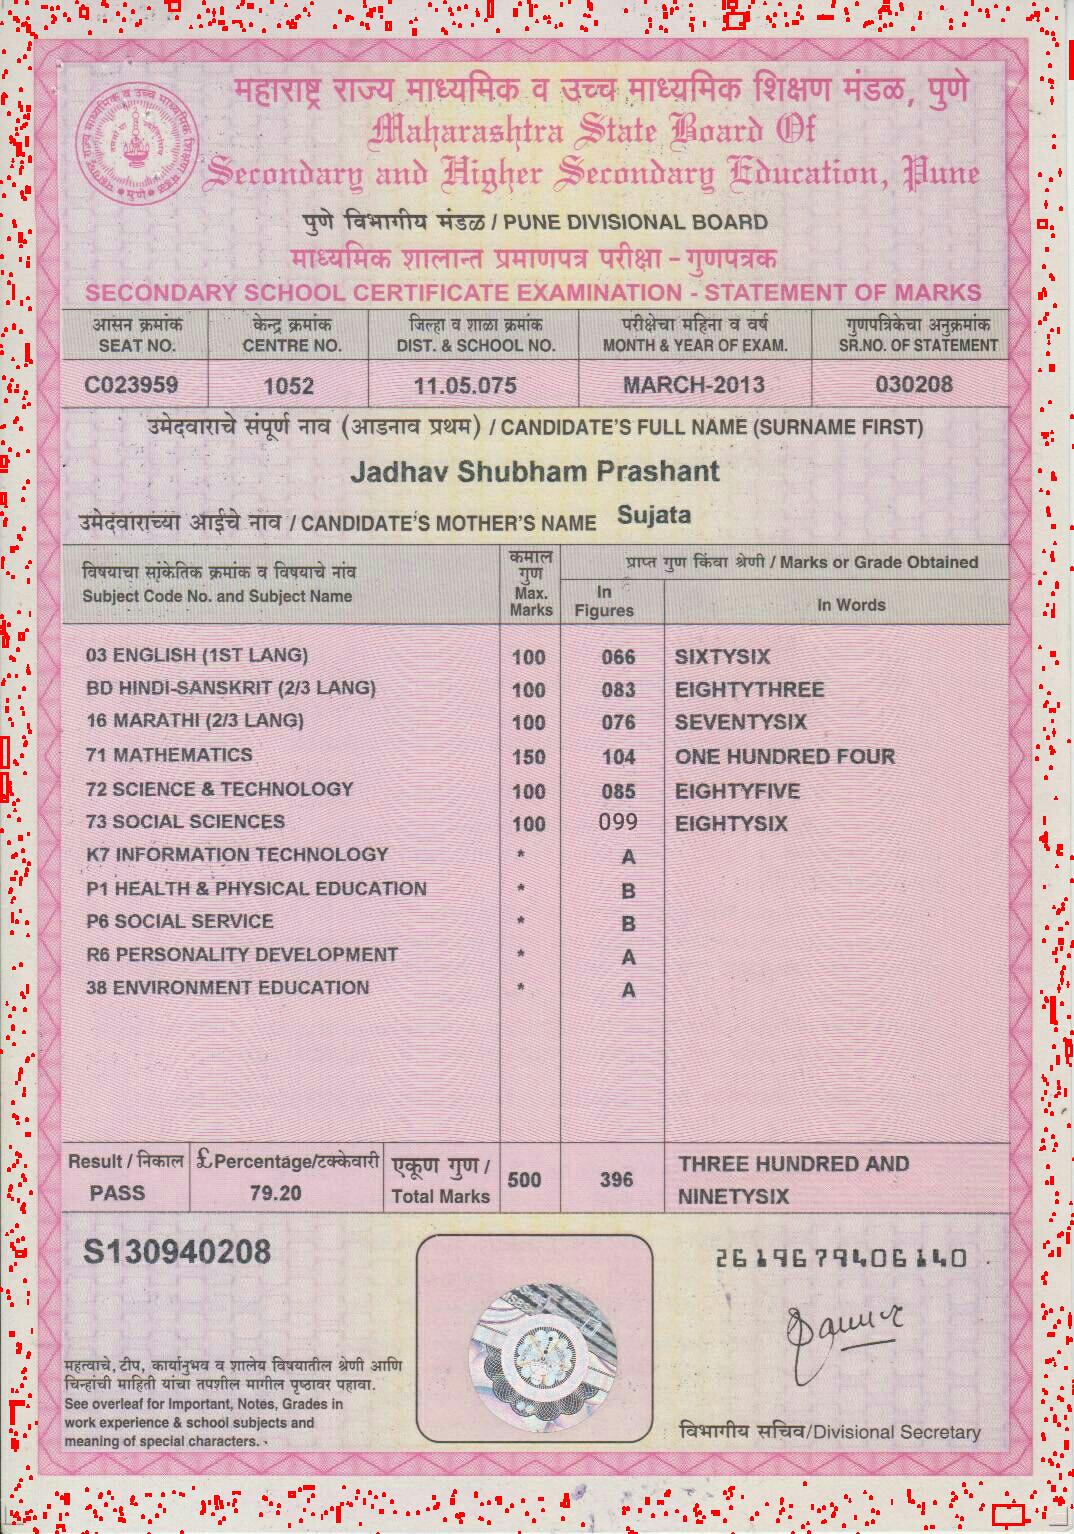 महाराष्ट्र राज्य माध्यमिक व उच्च माध्यमिक शिक्षण मंडळ, पुणे
Maharashtra State Board Of
Secondary and Higher Secondary Education, Pune
पुणे विभागीय मंडळ / PUNE DIVISIONAL BOARD
माध्यमिक शालान्त प्रमाणपत्र परीक्षा - गुणपत्रक
SECONDARY SCHOOL CERTIFICATE EXAMINATION - STATEMENT OF MARKS
आसन क्रमांक केन्द्र क्रमांक जिल्हा व शाळा क्रमांक परीक्षेचा महिना व वर्ष गुणपत्रिकेचा अनुक्रमांक
SEAT NO. CENTRE NO. DIST. & SCHOOL NO. MONTH & YEAR OF EXAM. SR.NO. OF STATEMENT
C023959 1052 11.05.075 MARCH-2013 030208
उमेदवाराचे संपूर्ण नाव (आडनाव प्रथम) / CANDIDATE'S FULL NAME (SURNAME FIRST)
Jadhav Shubham Prashant
उमेदवाराच्या आईचे नाव / CANDIDATE'S MOTHER'S NAME Sujata
विषयाचा सांकेतिक क्रमांक व विषयाचे नांव
Subject Code No. and Subject Name
कमाल
गुण
Max.
Marks
प्राप्त गुण किंवा श्रेणी / Marks or Grade Obtained
In
Figures
In Words
03 ENGLISH (1ST LANG) 100 066 SIXTYSIX
BD HINDI-SANSKRIT (2/3 LANG) 100 083 EIGHTYTHREE
16 MARATHI (2/3 LANG) 100 076 SEVENTYSIX
71 MATHEMATICS 150 104 ONE HUNDRED FOUR
72 SCIENCE & TECHNOLOGY 100 085 EIGHTYFIVE
73 SOCIAL SCIENCES 100 099 EIGHTYSIX
K7 INFORMATION TECHNOLOGY * A
P1 HEALTH & PHYSICAL EDUCATION * B
P6 SOCIAL SERVICE * B
R6 PERSONALITY DEVELOPMENT * A
38 ENVIRONMENT EDUCATION * A
Result / निकाल £ Percentage/टक्केवारी एकूण गुण / 500 396 THREE HUNDRED AND
PASS 79.20 Total Marks NINETYSIX
S130940208
2619679406140
महत्वाचे, टीप, कार्यानुभव व शालेय विषयातील श्रेणी आणि
चिन्हांची माहिती यांचा तपशील मागील पृष्ठावर पहावा.
See overleaf for Important, Notes, Grades in
work experience & school subjects and
meaning of special characters.
विभागीय सचिव/Divisional Secretary